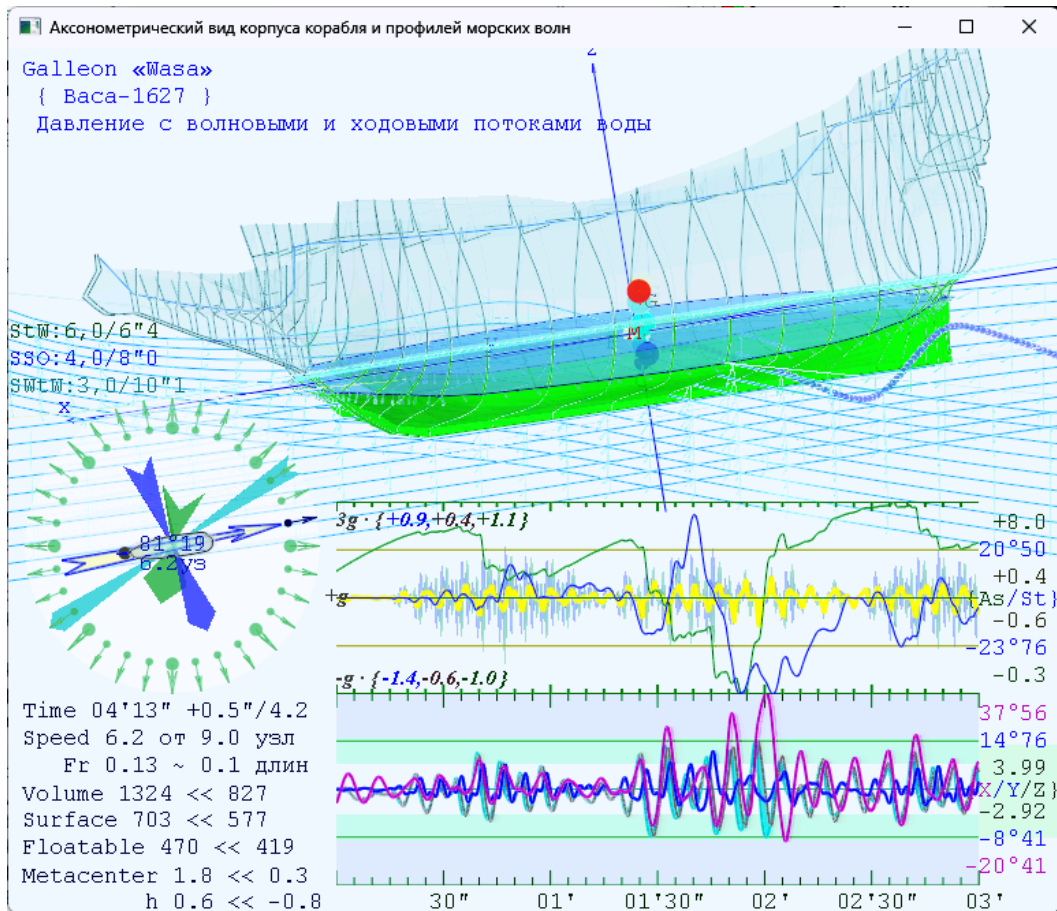 Аксонометрический вид корпуса корабля и профилей морских волн
Galleon «Wasa»
{ Васа-1627 }
Давление с волновыми и ходовыми потоками воды
z
G
M
StW:6,0/6"4
SSO:4,0/8"0
SWtW:3,0/10"1
X
81°19
6.2уз
3g · { +0.9,+0.4,+1.1}
+g
-g · {-1.4,-0.6,-1.0}
+8.0
20°50
+0.4
{As/St}
-0.6
-23°76
-0.3
Time 04'13" +0.5"/4.2
Speed 6.2 от 9.0 узл
Fr 0.13 ~ 0.1 длин
Volume 1324 << 827
Surface 703 << 577
Floatable 470 << 419
Metacenter 1.8 << 0.3
h 0.6 << -0.8
37°56
14°76
3.99
X/Y/Z}
-2.92
-8°41
-20°41
30" 01' 01'30" 02' 02'30" 03'